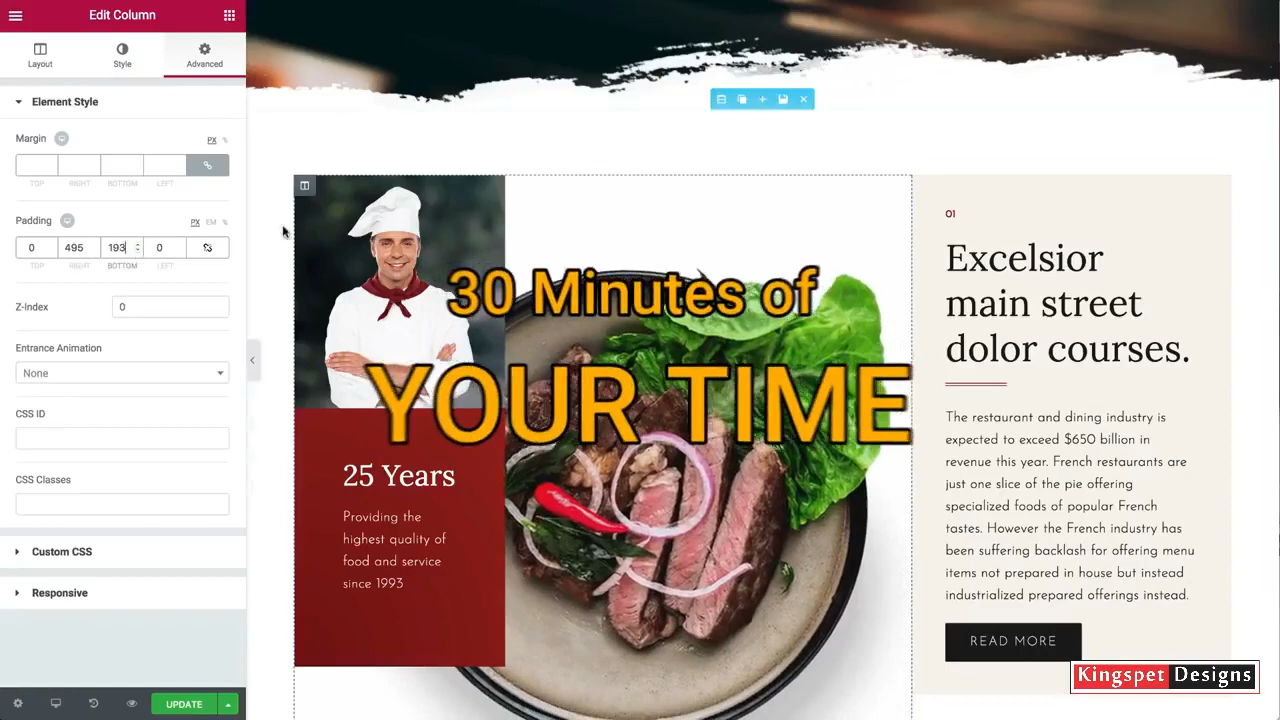 Edit Column
Layout
Style
Advanced
Element Style
Margin
PX %
TOP RIGHT BOTTOM LEFT
Padding
PX EM %
0 495 193 0
TOP RIGHT BOTTOM LEFT
Z-Index
0
Entrance Animation
None
CSS ID
CSS Classes
Custom CSS
Responsive
UPDATE
30 Minutes of
YOUR TIME
25 Years
Providing the
highest quality of
food and service
since 1993
01
Excelsior
main street
dolor courses.
The restaurant and dining industry is
expected to exceed $650 billion in
revenue this year. French restaurants are
just one slice of the pie offering
specialized foods of popular French
tastes. However the French industry has
been suffering backlash for offering menu
items not prepared in house but instead
industrialized prepared offerings instead.
READ MORE
Kingspet Designs